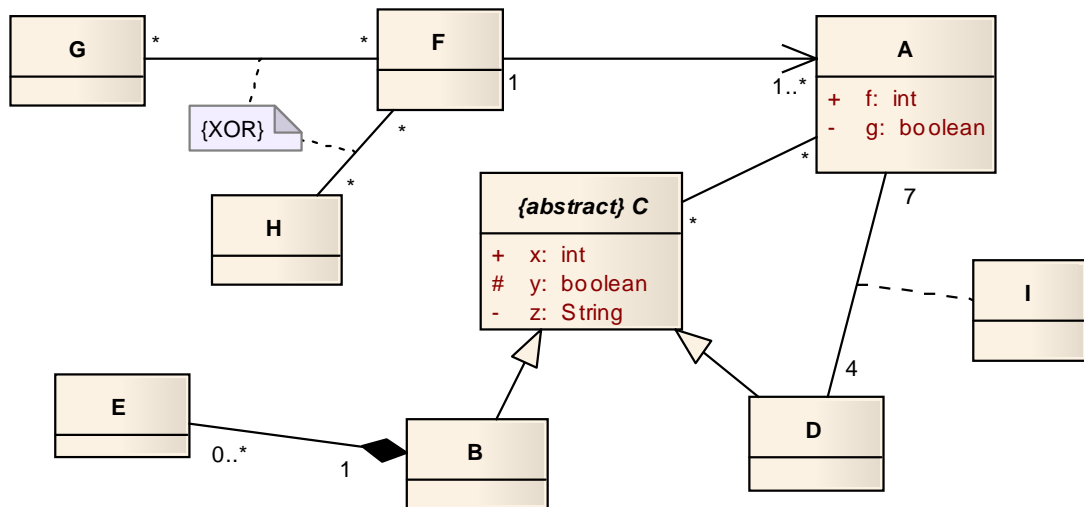 G
*
*
F
1
1..*
A
+ f: int
- g: boolean
{XOR}
*
*
H
{abstract} C
+ x: int
# y: boolean
- z: String
*
*
7
4
I
E
0..*
1
B
D